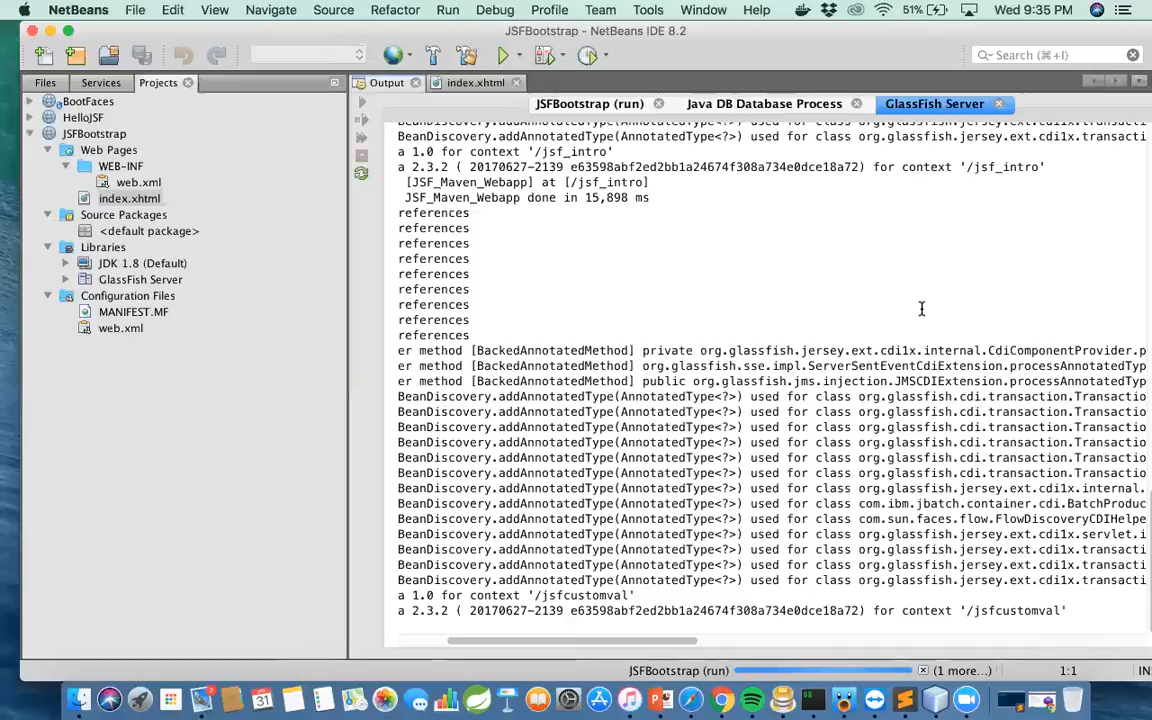 NetBeans File Edit View Navigate Source Refactor Run Debug Profile Team Tools Window Help 51% Wed 9:35 PM
JSFBootstrap - NetBeans IDE 8.2
Search (⌘+I)
Files Services Projects Output index.xhtml
BootFaces
HelloJSF
JSFBootstrap
Web Pages
WEB-INF
web.xml
index.xhtml
Source Packages
<default package>
Libraries
JDK 1.8 (Default)
GlassFish Server
Configuration Files
MANIFEST.MF
web.xml
JSFBootstrap (run) Java DB Database Process GlassFish Server
BeanDiscovery.addAnnotatedType(AnnotatedType<?>) used for class org.glassfish.jersey.ext.cdi1x.transacti
a 1.0 for context '/jsf_intro'
a 2.3.2 ( 20170627-2139 e63598abf2ed2bb1a24674f308a734e0dce18a72) for context '/jsf_intro'
[JSF_Maven_Webapp] at [/jsf_intro]
JSF_Maven_Webapp done in 15,898 ms
references
references
references
references
references
references
references
references
references
er method [BackedAnnotatedMethod] private org.glassfish.jersey.ext.cdi1x.internal.CdiComponentProvider.p
er method [BackedAnnotatedMethod] org.glassfish.sse.impl.ServerSentEventCdiExtension.processAnnotatedTyp
er method [BackedAnnotatedMethod] public org.glassfish.jms.injection.JMSCDIExtension.processAnnotatedTyp
BeanDiscovery.addAnnotatedType(AnnotatedType<?>) used for class org.glassfish.cdi.transaction.Transactio
BeanDiscovery.addAnnotatedType(AnnotatedType<?>) used for class org.glassfish.cdi.transaction.Transactio
BeanDiscovery.addAnnotatedType(AnnotatedType<?>) used for class org.glassfish.cdi.transaction.Transactio
BeanDiscovery.addAnnotatedType(AnnotatedType<?>) used for class org.glassfish.cdi.transaction.Transactio
BeanDiscovery.addAnnotatedType(AnnotatedType<?>) used for class org.glassfish.cdi.transaction.Transactio
BeanDiscovery.addAnnotatedType(AnnotatedType<?>) used for class org.glassfish.cdi.transaction.Transactio
BeanDiscovery.addAnnotatedType(AnnotatedType<?>) used for class org.glassfish.jersey.ext.cdi1x.internal.
BeanDiscovery.addAnnotatedType(AnnotatedType<?>) used for class com.ibm.jbatch.container.cdi.BatchProduc
BeanDiscovery.addAnnotatedType(AnnotatedType<?>) used for class com.sun.faces.flow.FlowDiscoveryCDIHelpe
BeanDiscovery.addAnnotatedType(AnnotatedType<?>) used for class org.glassfish.jersey.ext.cdi1x.servlet.i
BeanDiscovery.addAnnotatedType(AnnotatedType<?>) used for class org.glassfish.jersey.ext.cdi1x.transacti
BeanDiscovery.addAnnotatedType(AnnotatedType<?>) used for class org.glassfish.jersey.ext.cdi1x.transacti
BeanDiscovery.addAnnotatedType(AnnotatedType<?>) used for class org.glassfish.jersey.ext.cdi1x.transacti
a 1.0 for context '/jsfcustomval'
a 2.3.2 ( 20170627-2139 e63598abf2ed2bb1a24674f308a734e0dce18a72) for context '/jsfcustomval'
JSFBootstrap (run) (1 more...) 1:1 IN
31